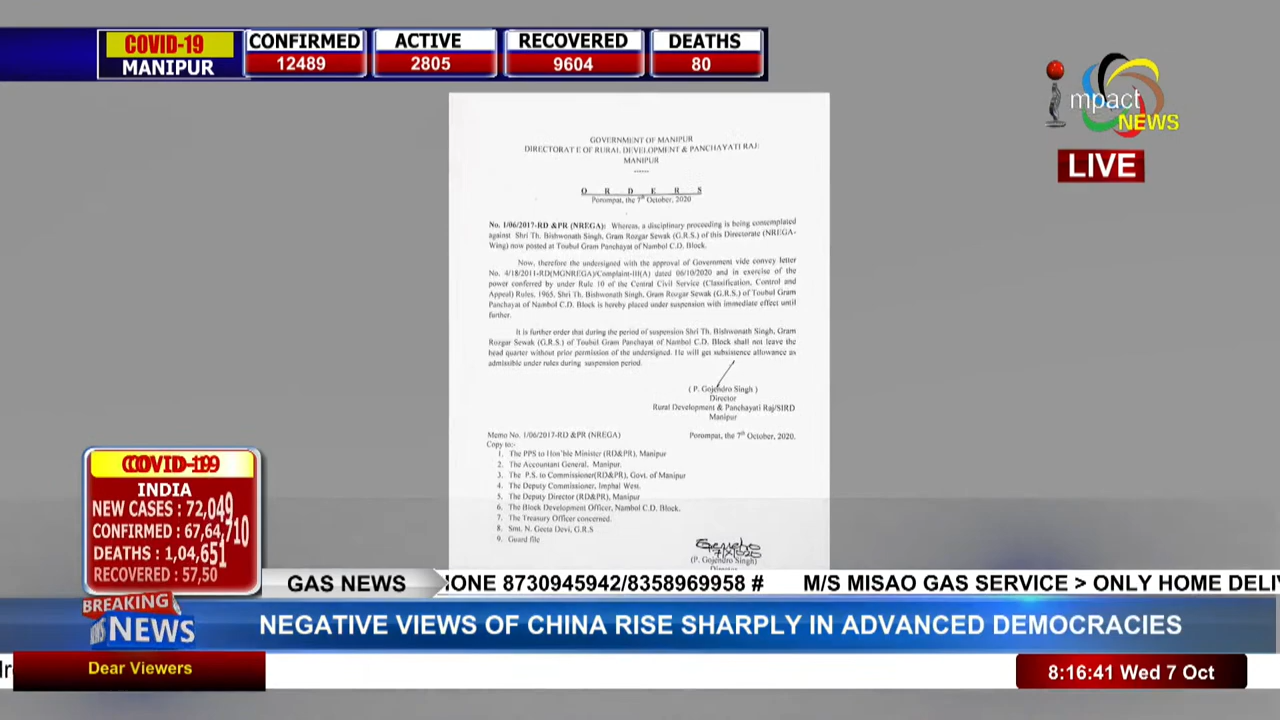 COVID-19
MANIPUR
CONFIRMED
12489
ACTIVE
2805
RECOVERED
9604
DEATHS
80
impact
NEWS
LIVE
GOVERNMENT OF MANIPUR
DIRECTORATE OF RURAL DEVELOPMENT & PANCHAYATI RAJ
MANIPUR
------
O R D E R S
Porompat, the 7th October, 2020
No. 1/06/2017-RD &PR (NREGA): Whereas, a disciplinary proceeding is being contemplated
against Shri Th. Bishwonath Singh, Gram Rozgar Sewak (G.R.S.) of this Directorate (NREGA-
Wing) now posted at Toubul Gram Panchayat of Nambol C.D. Block.
Now, therefore the undersigned with the approval of Government vide convey letter
No. 4/18/2011-RD(MGNREGA)/Complaint-III(A) dated 06/10/2020 and in exercise of the
power conferred by under Rule 10 of the Central Civil Service (Classification, Control and
Appeal) Rules, 1965, Shri Th. Bishwonath Singh, Gram Rozgar Sewak (G.R.S.) of Toubul Gram
Panchayat of Nambol C.D. Block is hereby placed under suspension with immediate effect until
further.
It is further order that during the period of suspension Shri Th. Bishwonath Singh, Gram
Rozgar Sewak (G.R.S.) of Toubul Gram Panchayat of Nambol C.D. Block shall not leave the
head quarter without prior permission of the undersigned. He will get subsistence allowance as
admissible under rules during suspension period.
( P. Gojendro Singh )
Director
Rural Development & Panchayati Raj/SIRD
Manipur
Memo No. 1/06/2017-RD &PR (NREGA) Porompat, the 7th October, 2020.
Copy to:-
1. The PPS to Hon'ble Minister (RD&PR), Manipur
2. The Accountant General, Manipur.
3. The P.S. to Commissioner(RD&PR), Govt. of Manipur
4. The Deputy Commissioner, Imphal West.
5. The Deputy Director (RD&PR), Manipur
6. The Block Development Officer, Nambol C.D. Block.
7. The Treasury Officer concerned.
8. Smt. N. Geeta Devi, G.R.S
9. Guard file
(P. Gojendro Singh)
Director
COVID-19
INDIA
NEW CASES : 72,049
CONFIRMED : 67,64,710
DEATHS : 1,04,651
RECOVERED : 57,50
GAS NEWS
ONE 8730945942/8358969958 # M/S MISAO GAS SERVICE > ONLY HOME DELIV
BREAKING
NEWS
NEGATIVE VIEWS OF CHINA RISE SHARPLY IN ADVANCED DEMOCRACIES
Dear Viewers
8:16:41 Wed 7 Oct